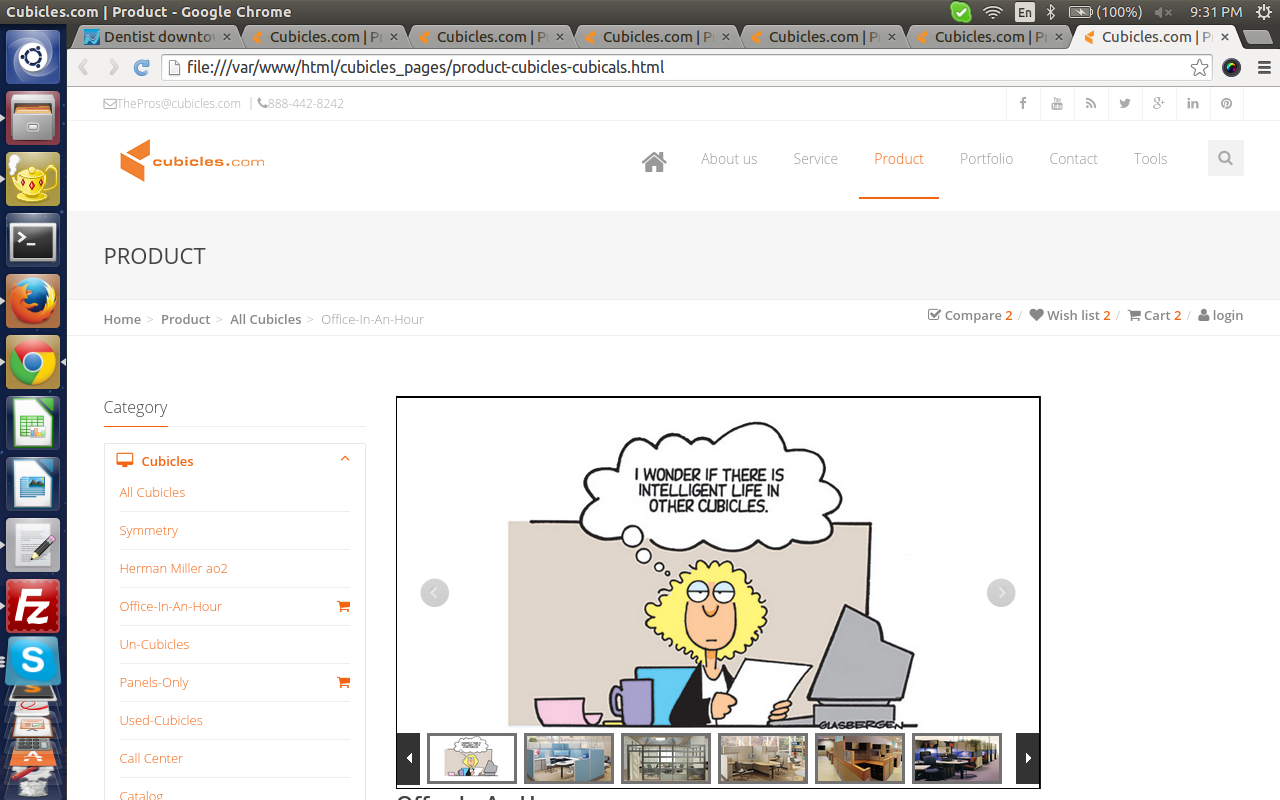 Cubicles.com | Product - Google Chrome
En
(100%)
9:31 PM
Dentist downto
Cubicles.com | P
Cubicles.com | P
Cubicles.com | P
Cubicles.com | P
Cubicles.com | P
Cubicles.com | P
file:///var/www/html/cubicles_pages/product-cubicles-cubicals.html
ThePros@cubicles.com | 888-442-8242
cubicles.com
About us
Service
Product
Portfolio
Contact
Tools
PRODUCT
Home > Product > All Cubicles > Office-In-An-Hour
Compare 2 / Wish list 2 / Cart 2 / login
Category
Cubicles
All Cubicles
Symmetry
Herman Miller ao2
Office-In-An-Hour
Un-Cubicles
Panels-Only
Used-Cubicles
Call Center
Catalog
I WONDER IF THERE IS
INTELLIGENT LIFE IN
OTHER CUBICLES.
GLASBERGEN